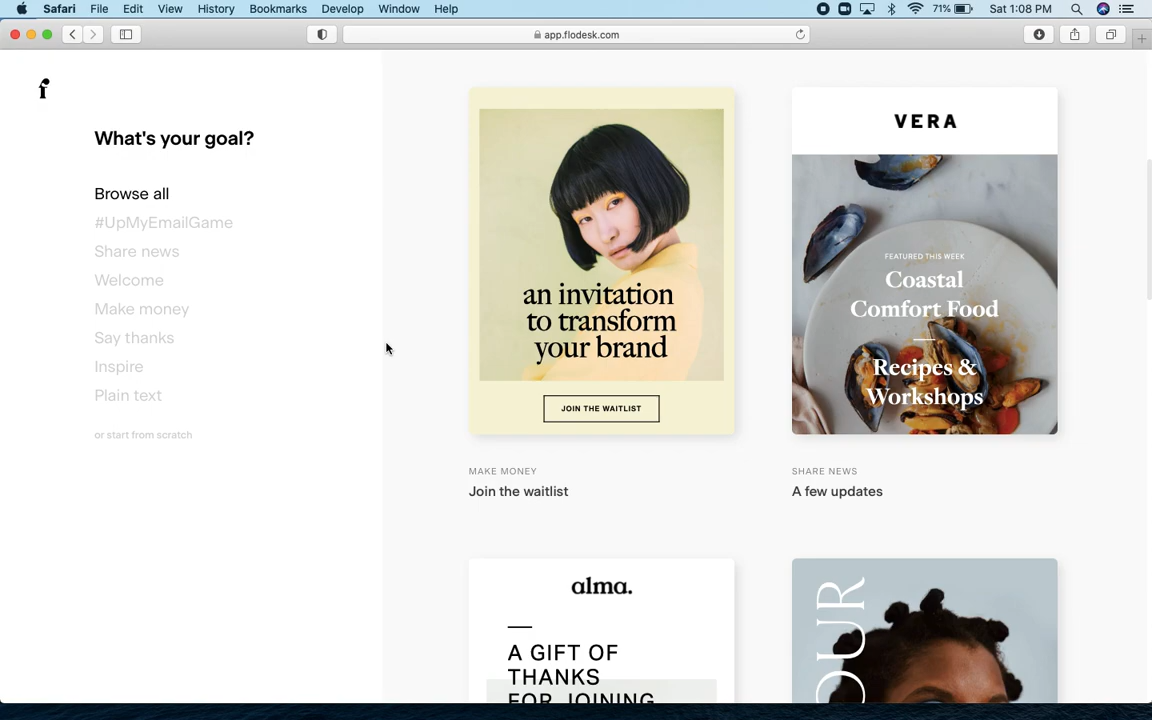 Safari File Edit View History Bookmarks Develop Window Help 71% Sat 1:08 PM
app.flodesk.com
f
What's your goal?
Browse all
#UpMyEmailGame
Share news
Welcome
Make money
Say thanks
Inspire
Plain text
or start from scratch
an invitation
to transform
your brand
JOIN THE WAITLIST
MAKE MONEY
Join the waitlist
VERA
FEATURED THIS WEEK
Coastal
Comfort Food
Recipes &
Workshops
SHARE NEWS
A few updates
alma.
A GIFT OF
THANKS
FOR JOINING
OUR